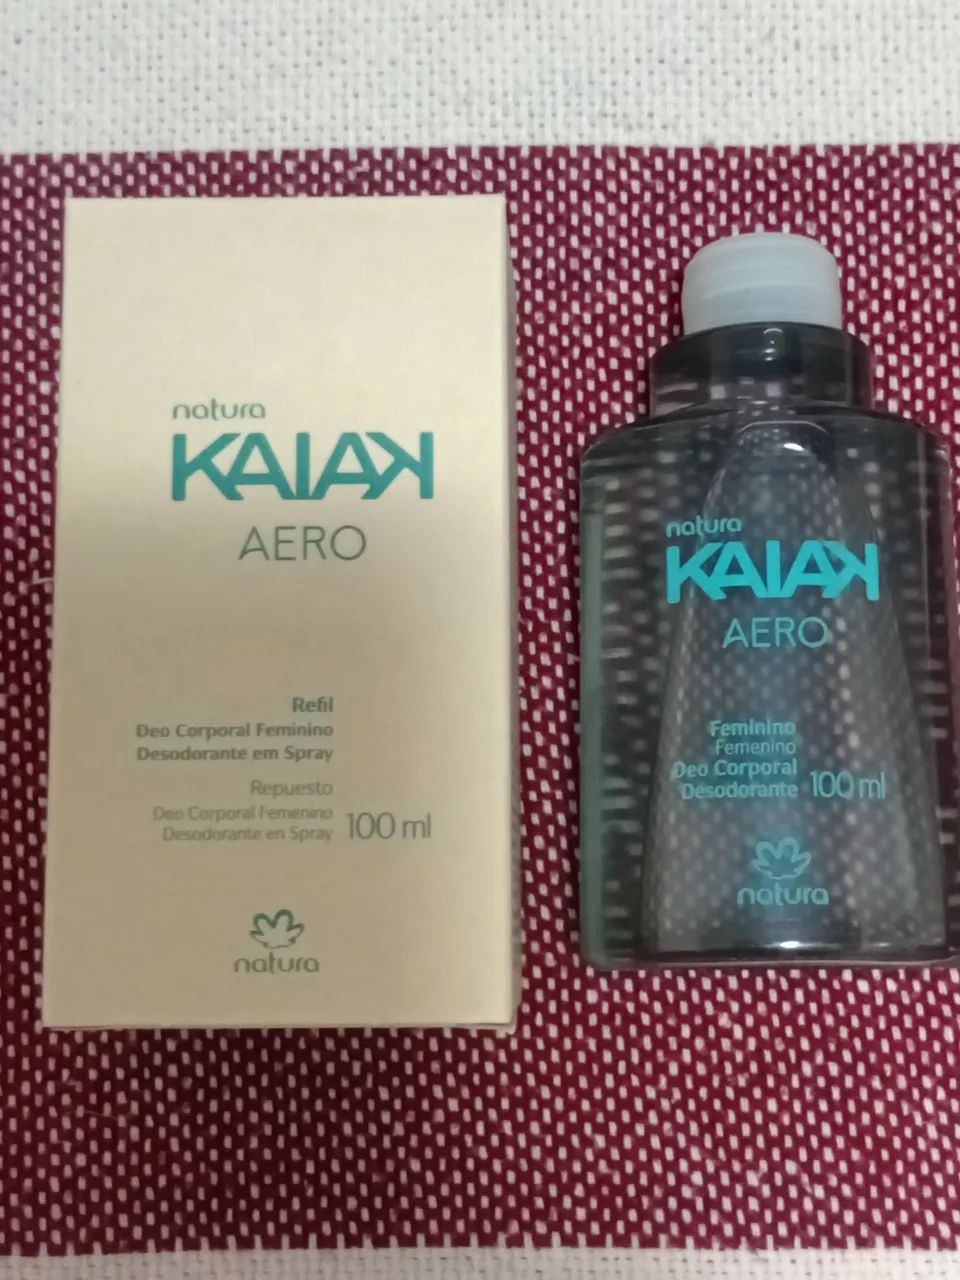 natura
KAIAK
AERO
Refil
Deo Corporal Feminino
Desodorante em Spray
Repuesto
Deo Corporal Femenino
Desodorante en Spray
100 ml
natura
natura
KAIAK
AERO
Feminino
Femenino
Deo Corporal
Desodorante
100 ml
natura